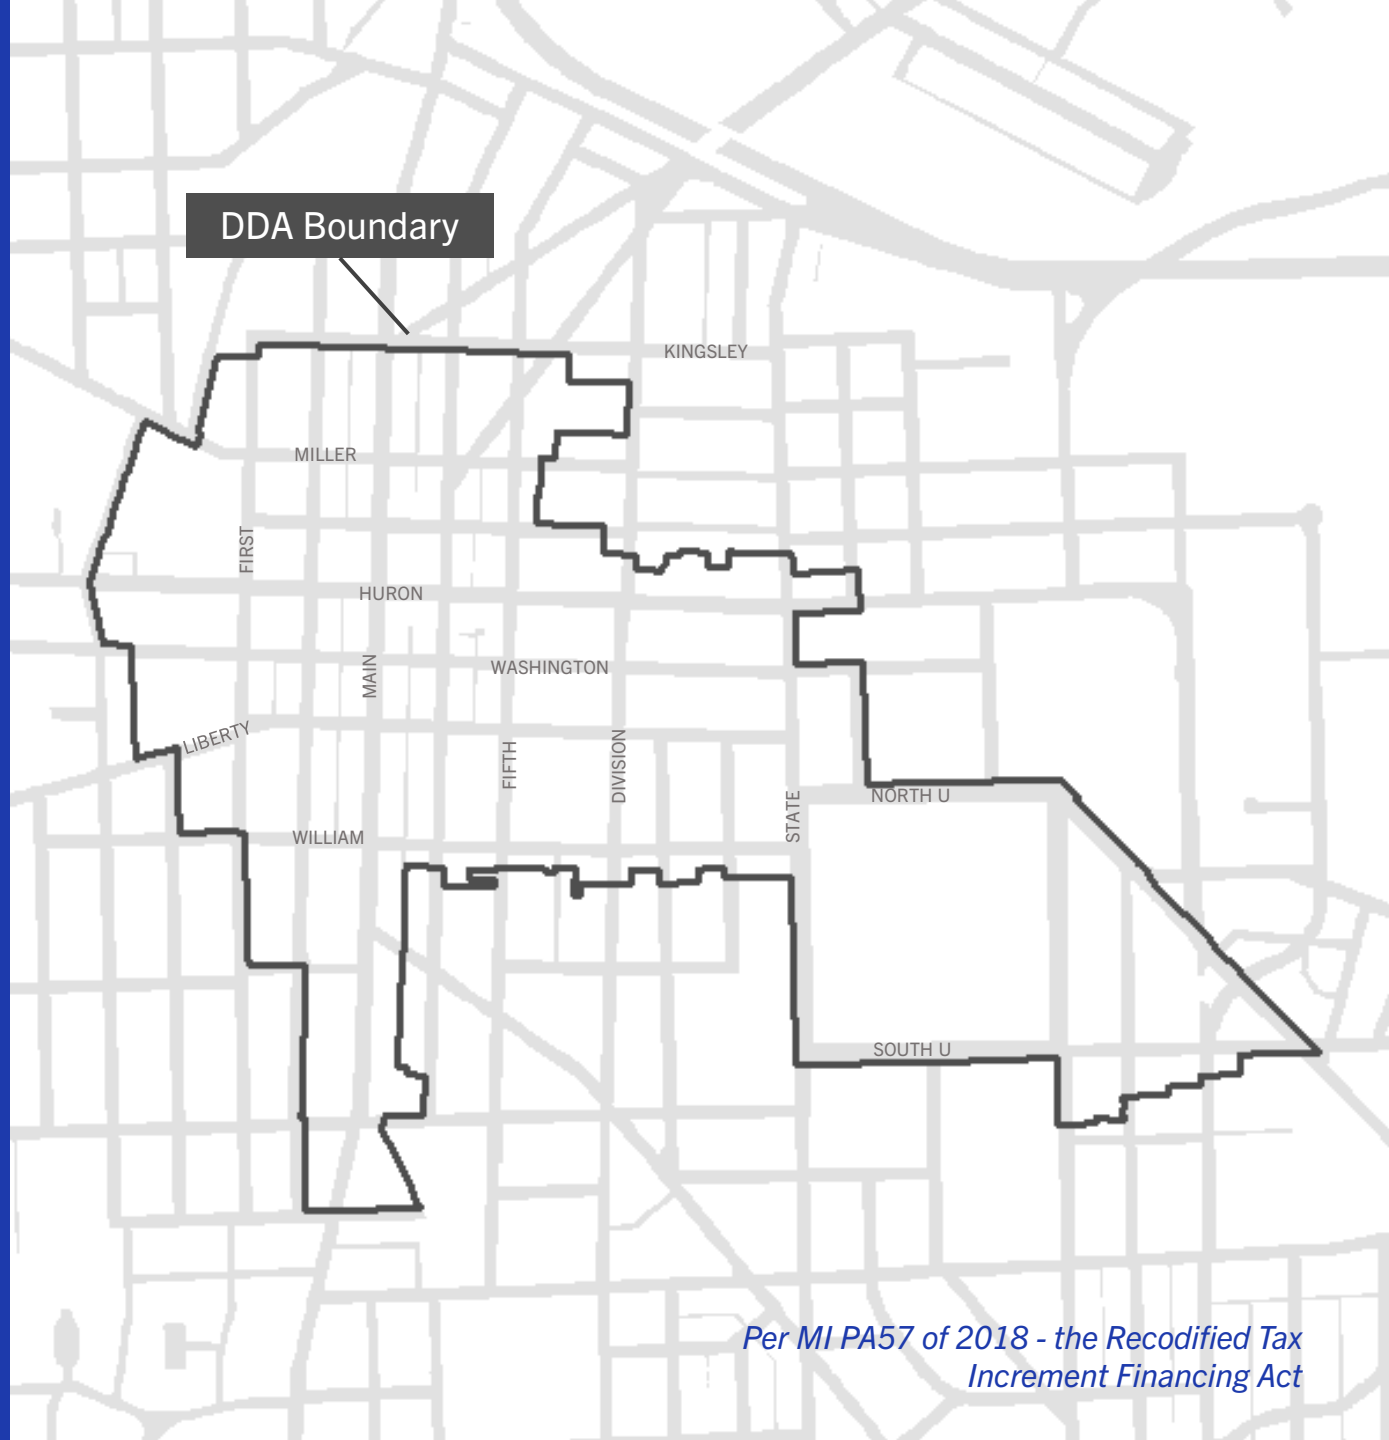 DDA Boundary
KINGSLEY
MILLER
FIRST
HURON
MAIN
WASHINGTON
LIBERTY
FIFTH
DIVISION
STATE
NORTH U
WILLIAM
SOUTH U
Per MI PA57 of 2018 - the Recodified Tax
Increment Financing Act